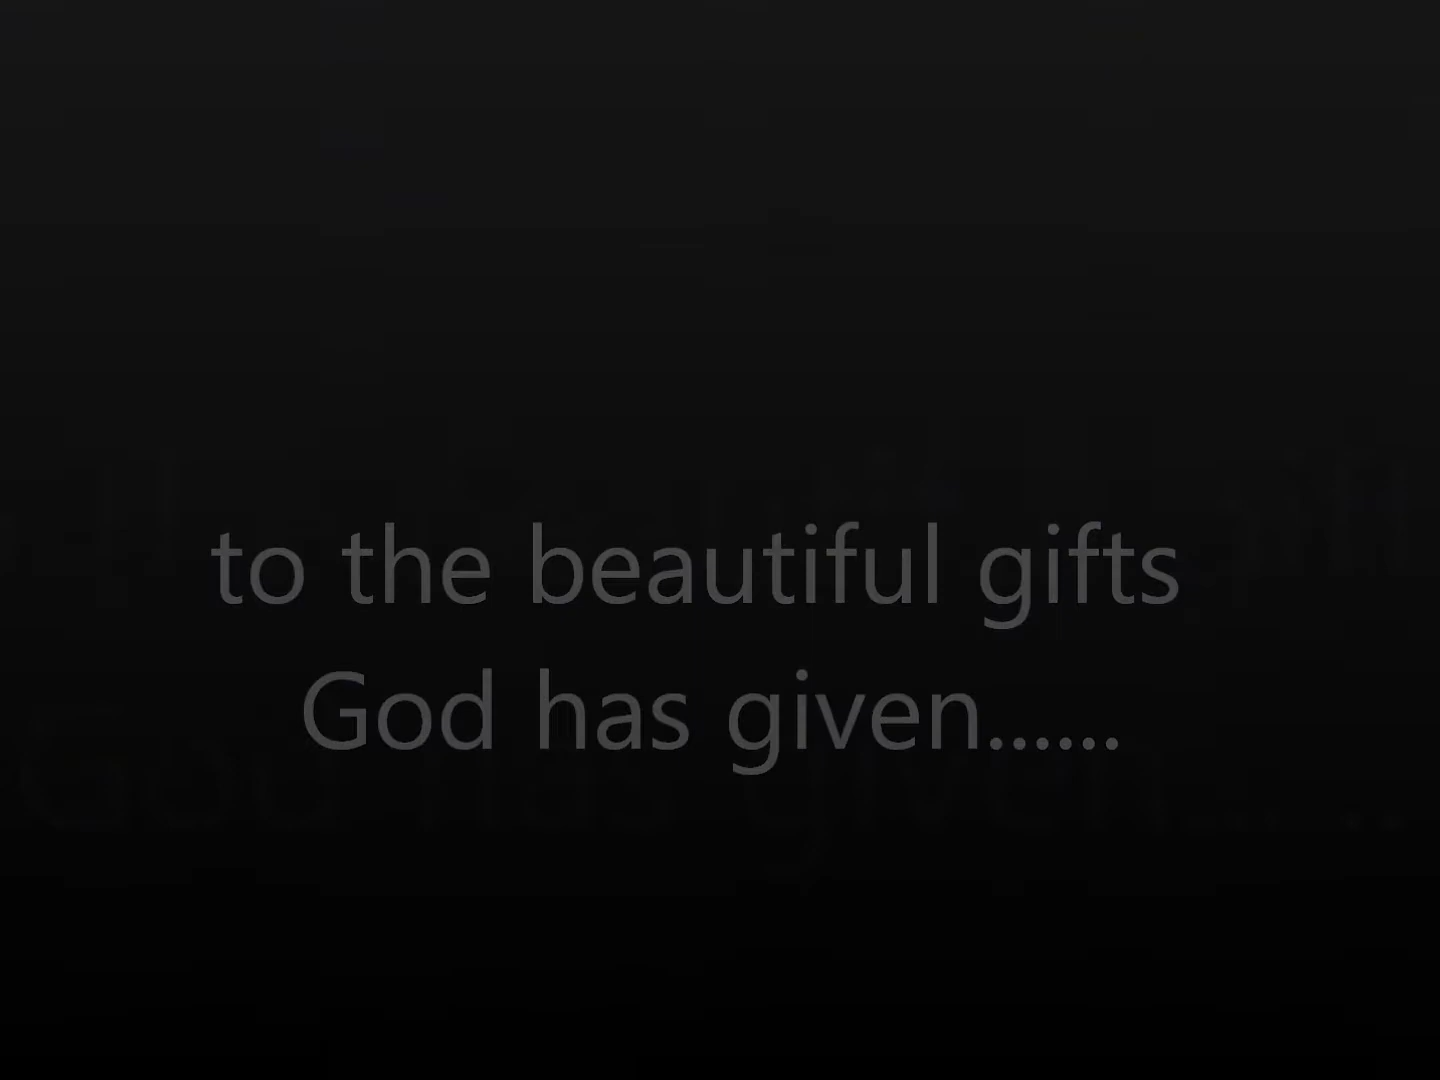 to the beautiful gifts
God has given......